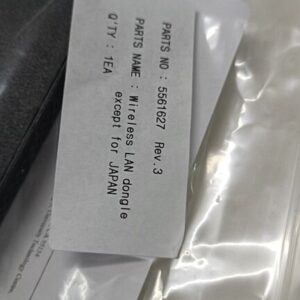 PARTS NO : 5561627 Rev.3
PARTS NAME : Wireless LAN dongle
except for JAPAN
Q'TY : 1EA